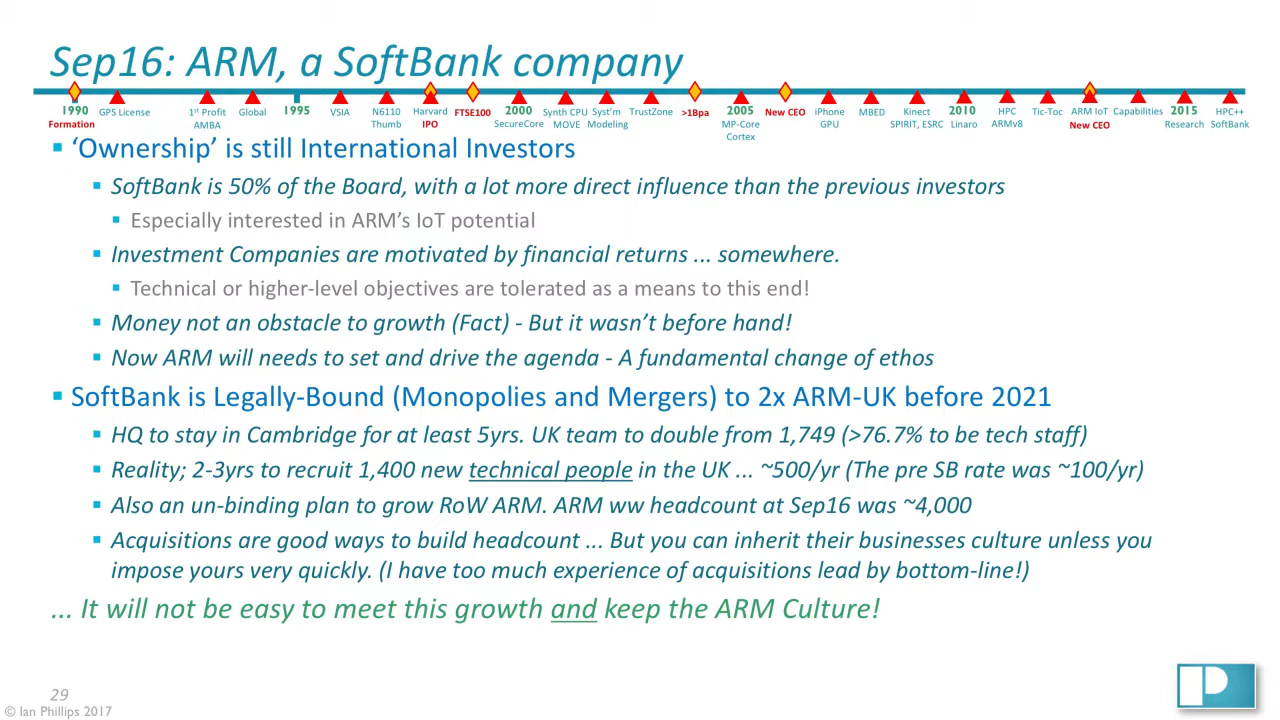 Sep16: ARM, a SoftBank company
1990 GPS License 1st Profit Global 1995 VSIA N6110 Harvard FTSE100 2000 Synth CPU Syst'm TrustZone >1Bpa 2005 New CEO iPhone MBED Kinect 2010 HPC Tic-Toc ARM IoT Capabilities 2015 HPC++
Formation AMBA Thumb IPO SecureCore MOVE Modeling MP-Core GPU SPIRIT, ESRC Linaro ARMv8 New CEO Research SoftBank
Cortex
▪ ‘Ownership’ is still International Investors
▪ SoftBank is 50% of the Board, with a lot more direct influence than the previous investors
▪ Especially interested in ARM’s IoT potential
▪ Investment Companies are motivated by financial returns ... somewhere.
▪ Technical or higher-level objectives are tolerated as a means to this end!
▪ Money not an obstacle to growth (Fact) - But it wasn’t before hand!
▪ Now ARM will needs to set and drive the agenda - A fundamental change of ethos
▪ SoftBank is Legally-Bound (Monopolies and Mergers) to 2x ARM-UK before 2021
▪ HQ to stay in Cambridge for at least 5yrs. UK team to double from 1,749 (>76.7% to be tech staff)
▪ Reality; 2-3yrs to recruit 1,400 new technical people in the UK ... ~500/yr (The pre SB rate was ~100/yr)
▪ Also an un-binding plan to grow RoW ARM. ARM ww headcount at Sep16 was ~4,000
▪ Acquisitions are good ways to build headcount ... But you can inherit their businesses culture unless you
impose yours very quickly. (I have too much experience of acquisitions lead by bottom-line!)
... It will not be easy to meet this growth and keep the ARM Culture!
29
© Ian Phillips 2017